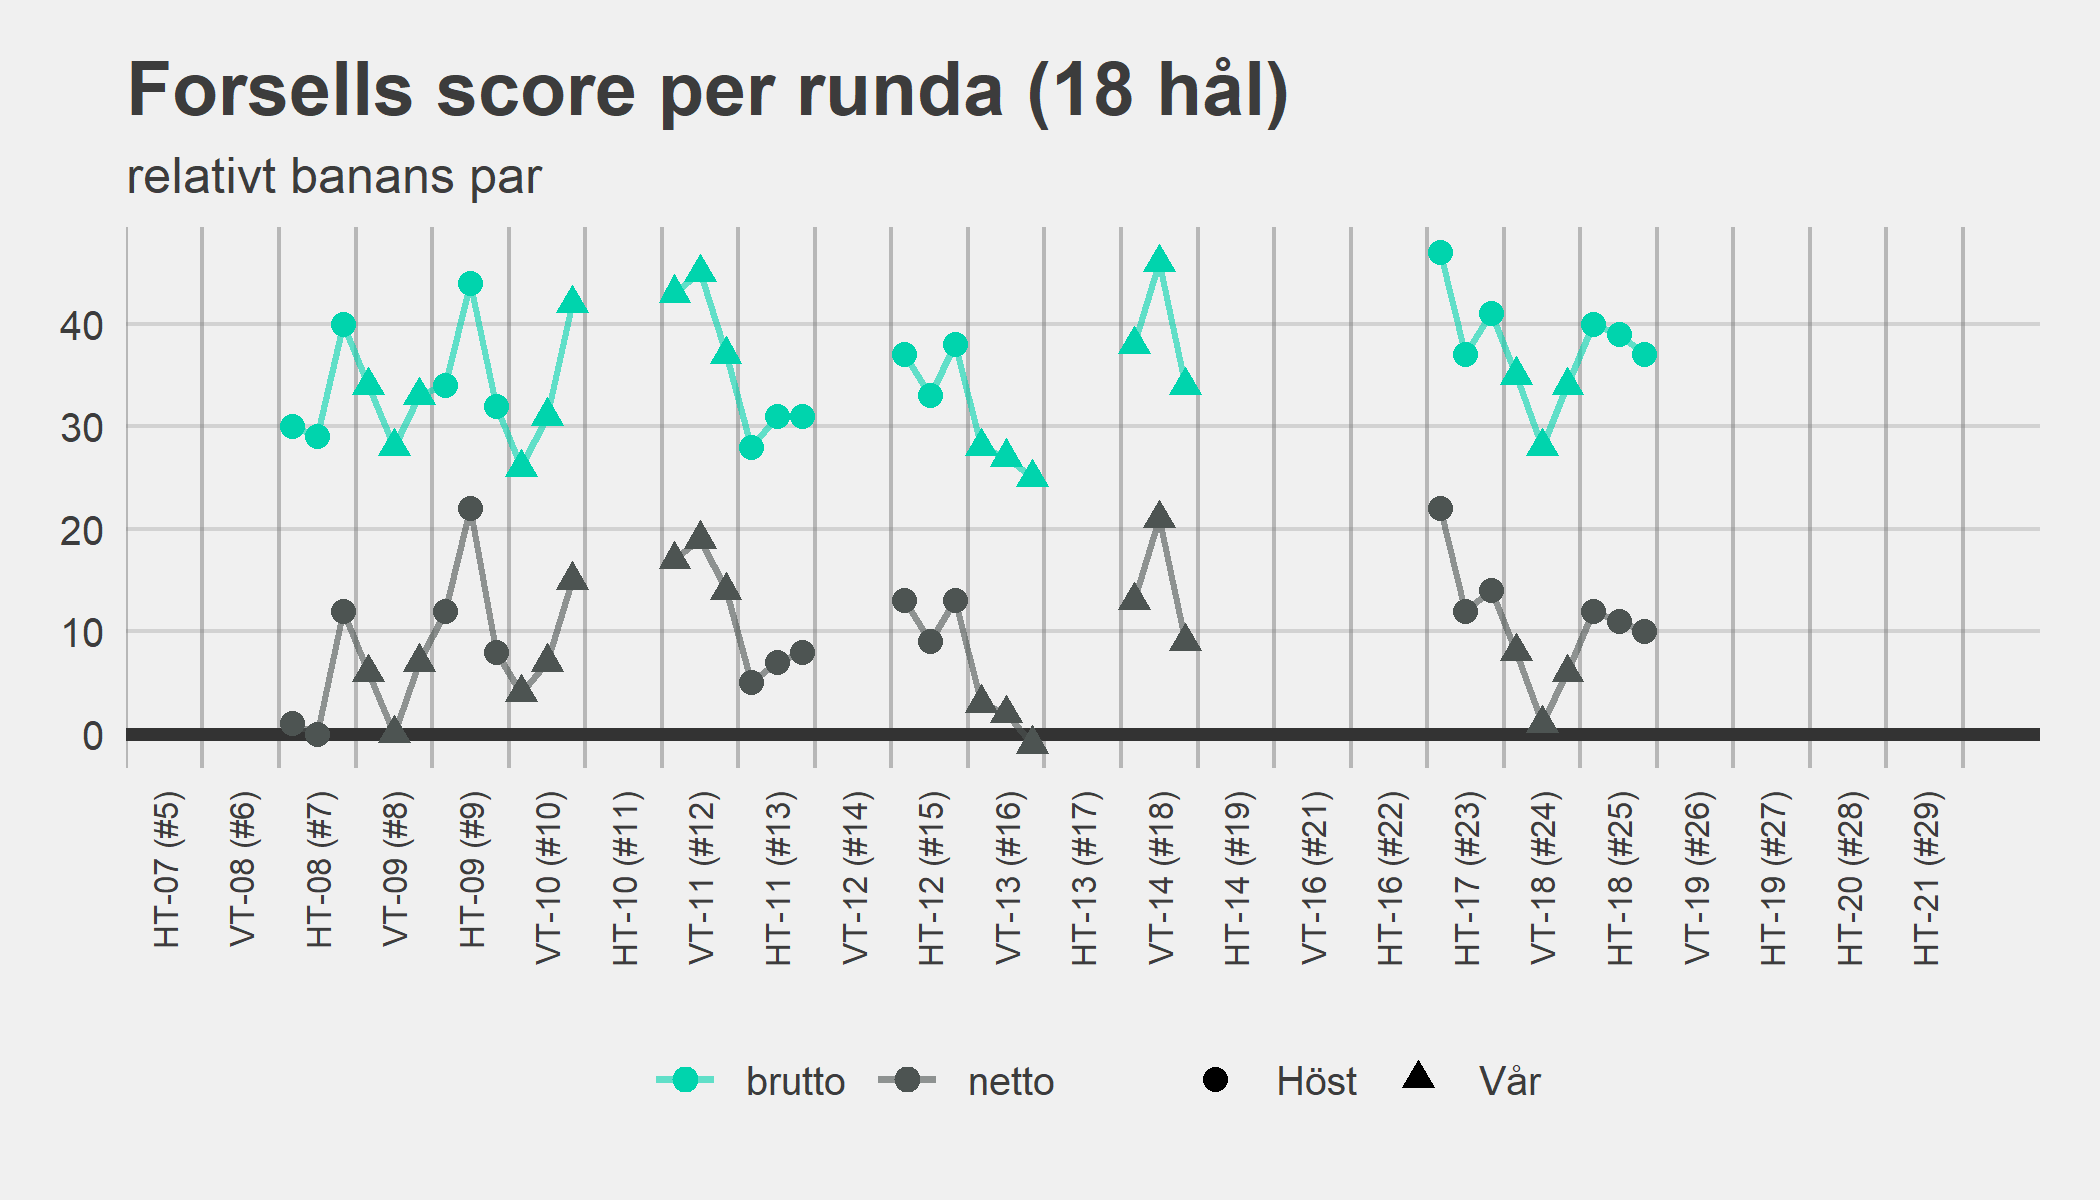 Forsells score per runda (18 hål)
relativt banans par
40
30
20
10
0
HT-07 (#5)
VT-08 (#6)
HT-08 (#7)
VT-09 (#8)
HT-09 (#9)
VT-10 (#10)
HT-10 (#11)
VT-11 (#12)
HT-11 (#13)
VT-12 (#14)
HT-12 (#15)
VT-13 (#16)
HT-13 (#17)
VT-14 (#18)
HT-14 (#19)
VT-16 (#21)
HT-16 (#22)
HT-17 (#23)
VT-18 (#24)
HT-18 (#25)
VT-19 (#26)
HT-19 (#27)
HT-20 (#28)
HT-21 (#29)
brutto netto Höst Vår